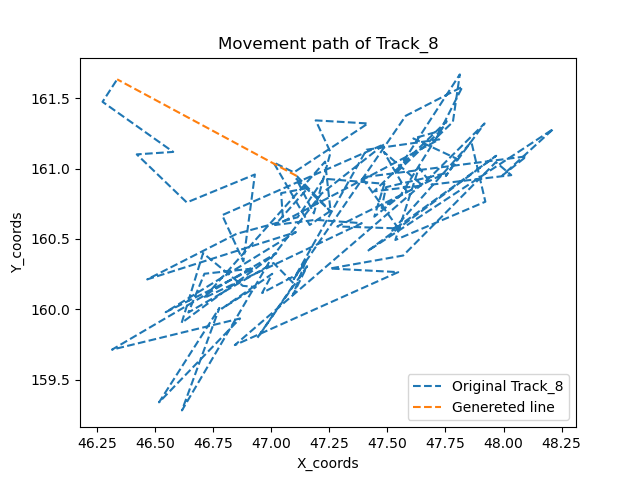 Movement path of Track_8
Y_coords
161.5
161.0
160.5
160.0
159.5
Original Track_8
Genereted line
46.25 46.50 46.75 47.00 47.25 47.50 47.75 48.00 48.25
X_coords